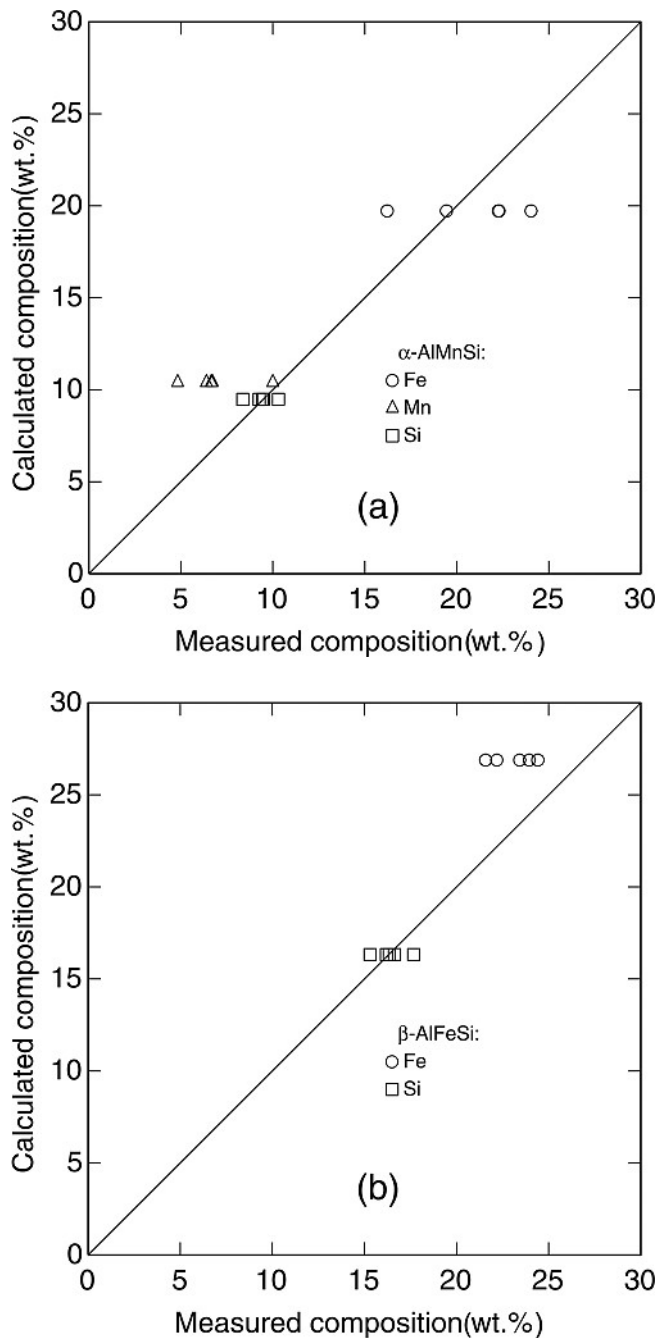 30
25
20
15
10
5
0
Calculated composition(wt.%)
α-AlMnSi:
Fe
Mn
Si
(a)
0 5 10 15 20 25 30
Measured composition(wt.%)
30
25
20
15
10
5
0
Calculated composition(wt.%)
β-AlFeSi:
Fe
Si
(b)
0 5 10 15 20 25 30
Measured composition(wt.%)